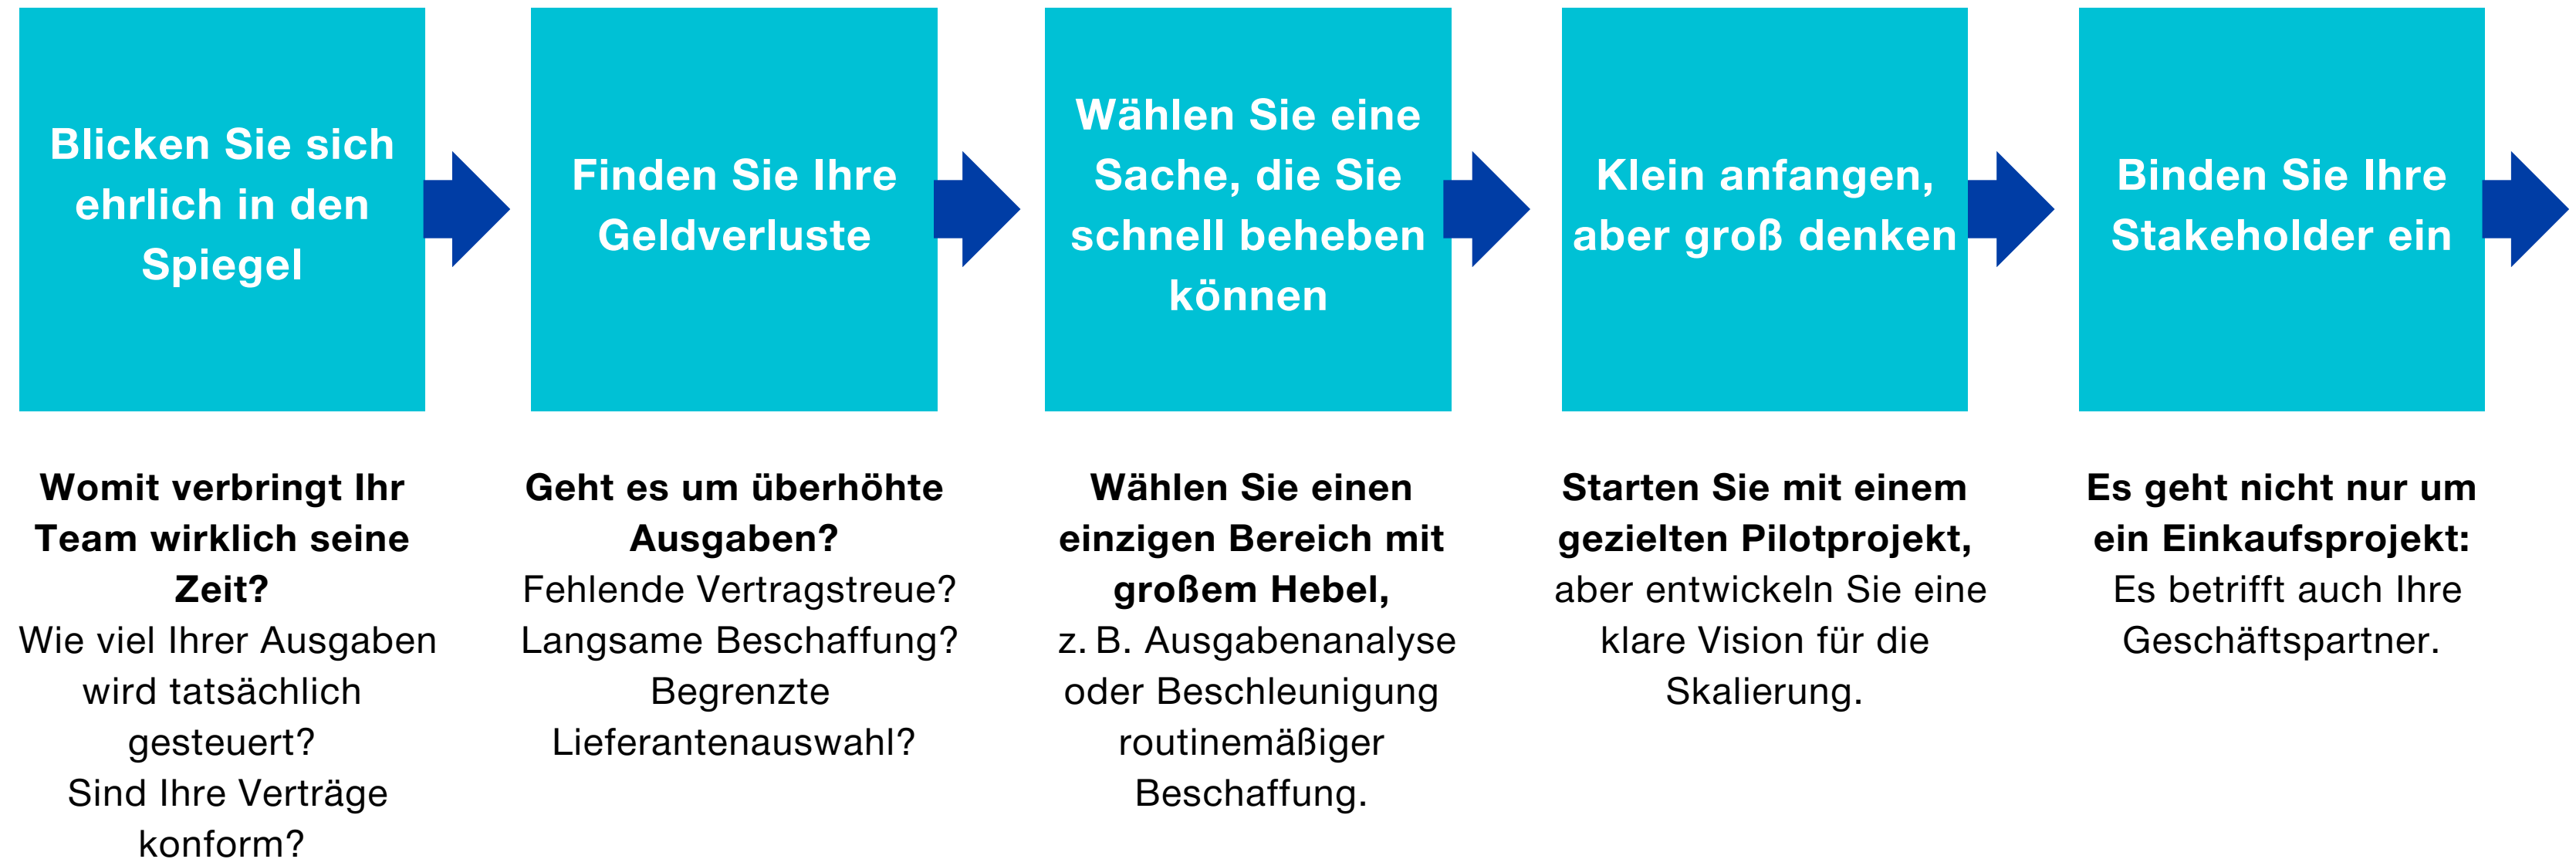 Blicken Sie sich
ehrlich in den
Spiegel
Finden Sie Ihre
Geldverluste
Wählen Sie eine
Sache, die Sie
schnell beheben
können
Klein anfangen,
aber groß denken
Binden Sie Ihre
Stakeholder ein
Womit verbringt Ihr
Team wirklich seine
Zeit?
Wie viel Ihrer Ausgaben
wird tatsächlich
gesteuert?
Sind Ihre Verträge
konform?
Geht es um überhöhte
Ausgaben?
Fehlende Vertragstreue?
Langsame Beschaffung?
Begrenzte
Lieferantenauswahl?
Wählen Sie einen
einzigen Bereich mit
großem Hebel,
z. B. Ausgabenanalyse
oder Beschleunigung
routinemäßiger
Beschaffung.
Starten Sie mit einem
gezielten Pilotprojekt,
aber entwickeln Sie eine
klare Vision für die
Skalierung.
Es geht nicht nur um
ein Einkaufsprojekt:
Es betrifft auch Ihre
Geschäftspartner.